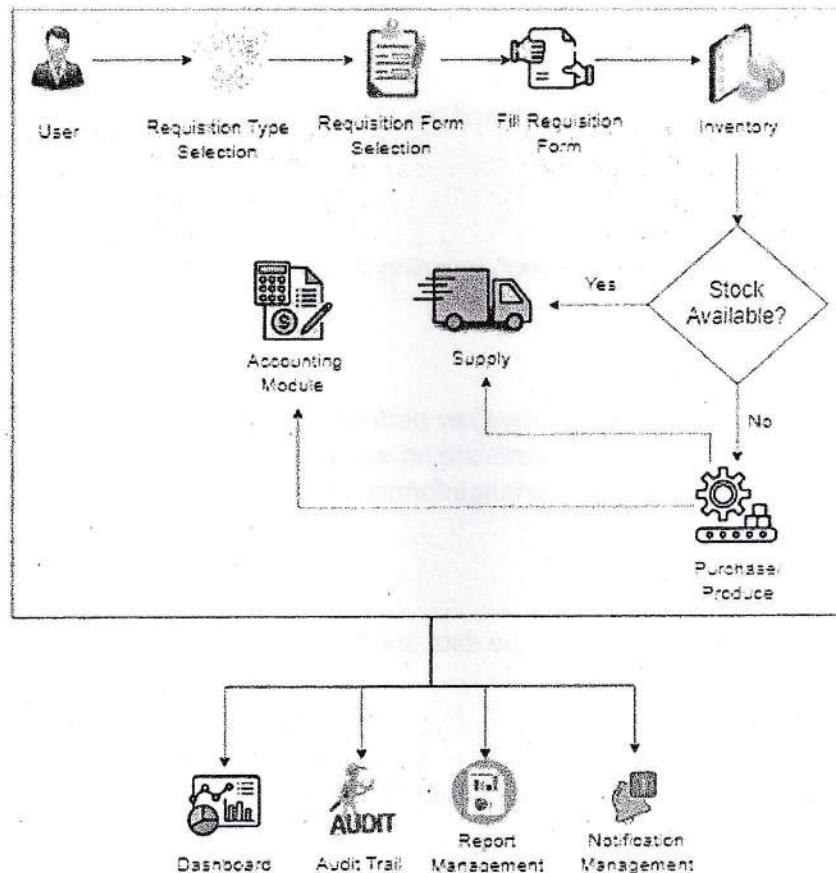 User
Requisition Type
Selection
Requisition Form
Selection
Fill Requisition
Form
Inventory
Stock
Available?
Yes
No
Accounting
Module
Supply
Purchase/
Produce
Dashboard
AUDIT
Audit Trail
Report
Management
Notification
Management